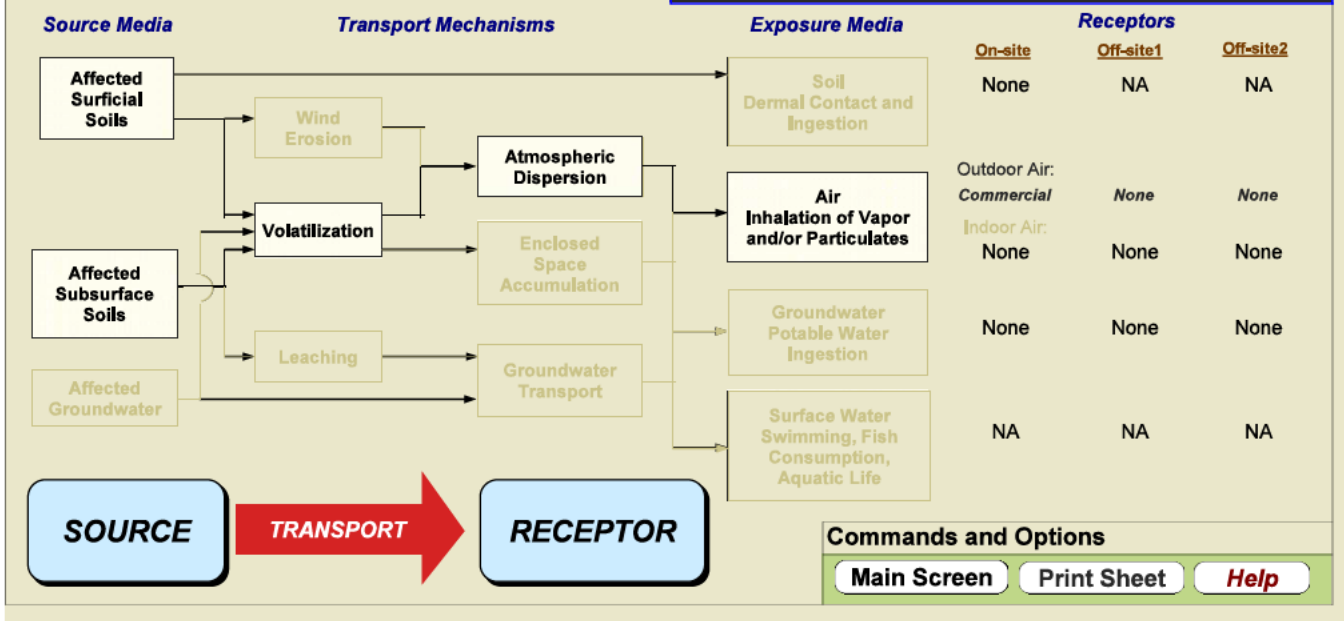 Source Media
Transport Mechanisms
Exposure Media
Receptors
On-site
Off-site1
Off-site2
Affected
Surficial
Soils
Soil
Dermal Contact and
Ingestion
None
NA
NA
Wind
Erosion
Atmospheric
Dispersion
Air
Inhalation of Vapor
and/or Particulates
Outdoor Air:
Commercial
None
None
Indoor Air:
None
None
None
Volatilization
Enclosed
Space
Accumulation
Affected
Subsurface
Soils
Leaching
Groundwater
Transport
Groundwater
Potable Water
Ingestion
None
None
None
Affected
Groundwater
Surface Water
Swimming, Fish
Consumption,
Aquatic Life
NA
NA
NA
SOURCE
TRANSPORT
RECEPTOR
Commands and Options
Main Screen
Print Sheet
Help